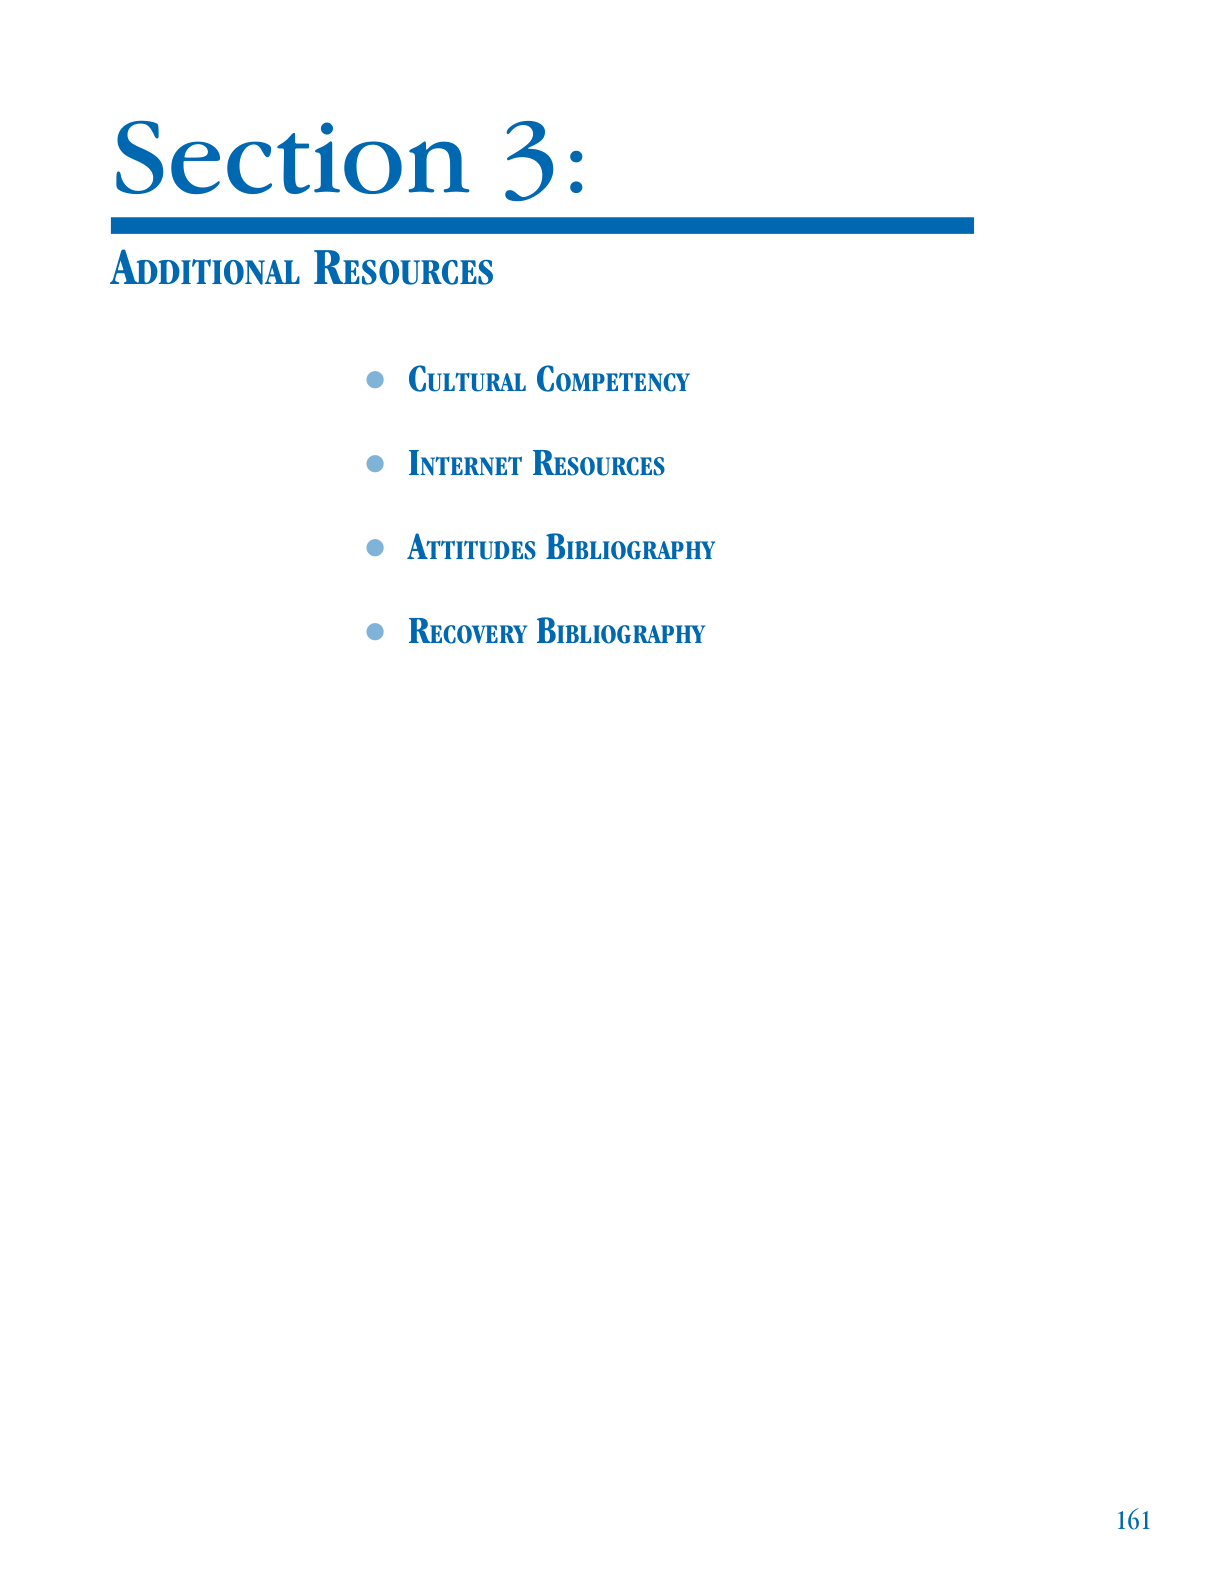 Section 3:
ADDITIONAL RESOURCES
● CULTURAL COMPETENCY
● INTERNET RESOURCES
● ATTITUDES BIBLIOGRAPHY
● RECOVERY BIBLIOGRAPHY
161